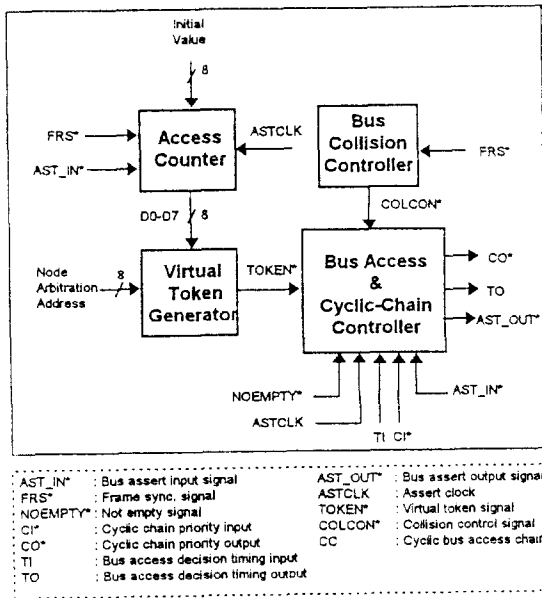 Initial
Value
8
FRS*
AST_IN*
Access
Counter
ASTCLK
Bus
Collision
Controller
FRS*
D0-D7
8
COLCON*
Node
Arbitration
Address
8
Virtual
Token
Generator
TOKEN*
Bus Access
&
Cyclic-Chain
Controller
CO*
TO
AST_OUT*
NOEMPTY*
ASTCLK
TI CI*
AST_IN*
AST_IN* : Bus assert input signal
FRS* : Frame sync. signal
NOEMPTY* : Not empty signal
CI* : Cyclic chain priority input
CO* : Cyclic chain priority output
TI : Bus access decision timing input
TO : Bus access decision timing output
AST_OUT* : Bus assert output signal
ASTCLK : Assert clock
TOKEN* : Virtual token signal
COLCON* : Collision control signal
CC : Cyclic bus access chain